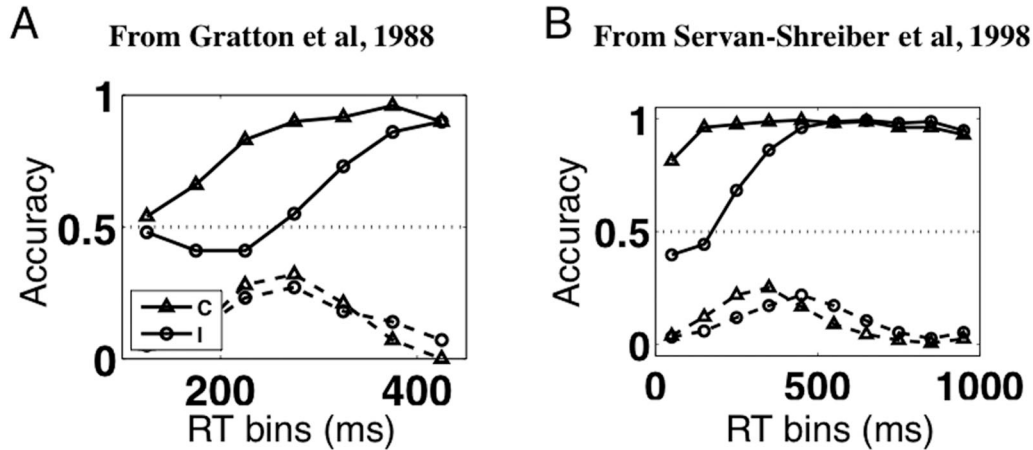 A
From Gratton et al, 1988
Accuracy
1
0.5
0
C
I
200
400
RT bins (ms)
B
From Servan-Shreiber et al, 1998
Accuracy
1
0.5
0
0
500
1000
RT bins (ms)